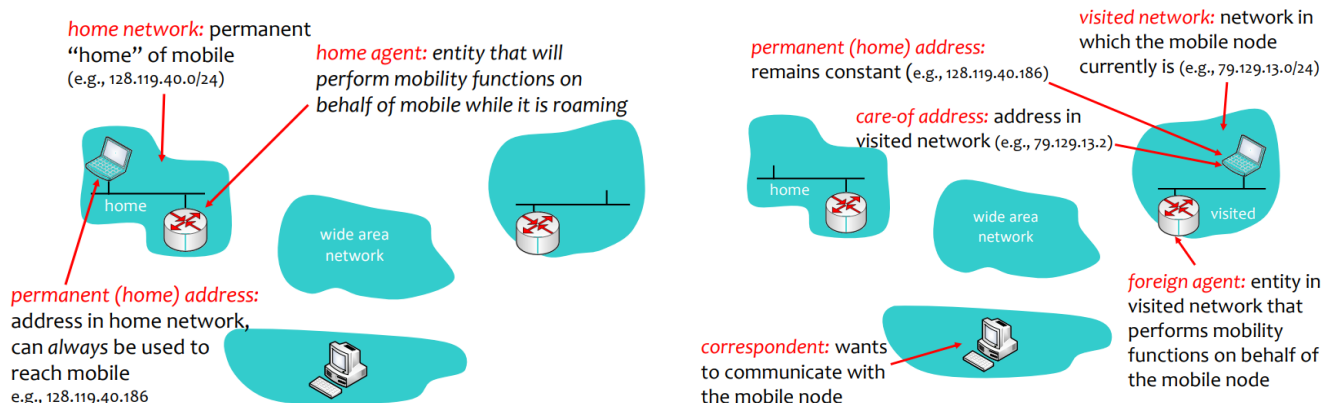 home network: permanent
“home” of mobile
(e.g., 128.119.40.0/24)
home agent: entity that will
perform mobility functions on
behalf of mobile while it is roaming
home
wide area
network
permanent (home) address:
address in home network,
can always be used to
reach mobile
e.g., 128.119.40.186
visited network: network in
which the mobile node
currently is (e.g., 79.129.13.0/24)
permanent (home) address:
remains constant (e.g., 128.119.40.186)
care-of address: address in
visited network (e.g., 79.129.13.2)
home
wide area
network
visited
foreign agent: entity in
visited network that
performs mobility
functions on behalf of
the mobile node
correspondent: wants
to communicate with
the mobile node